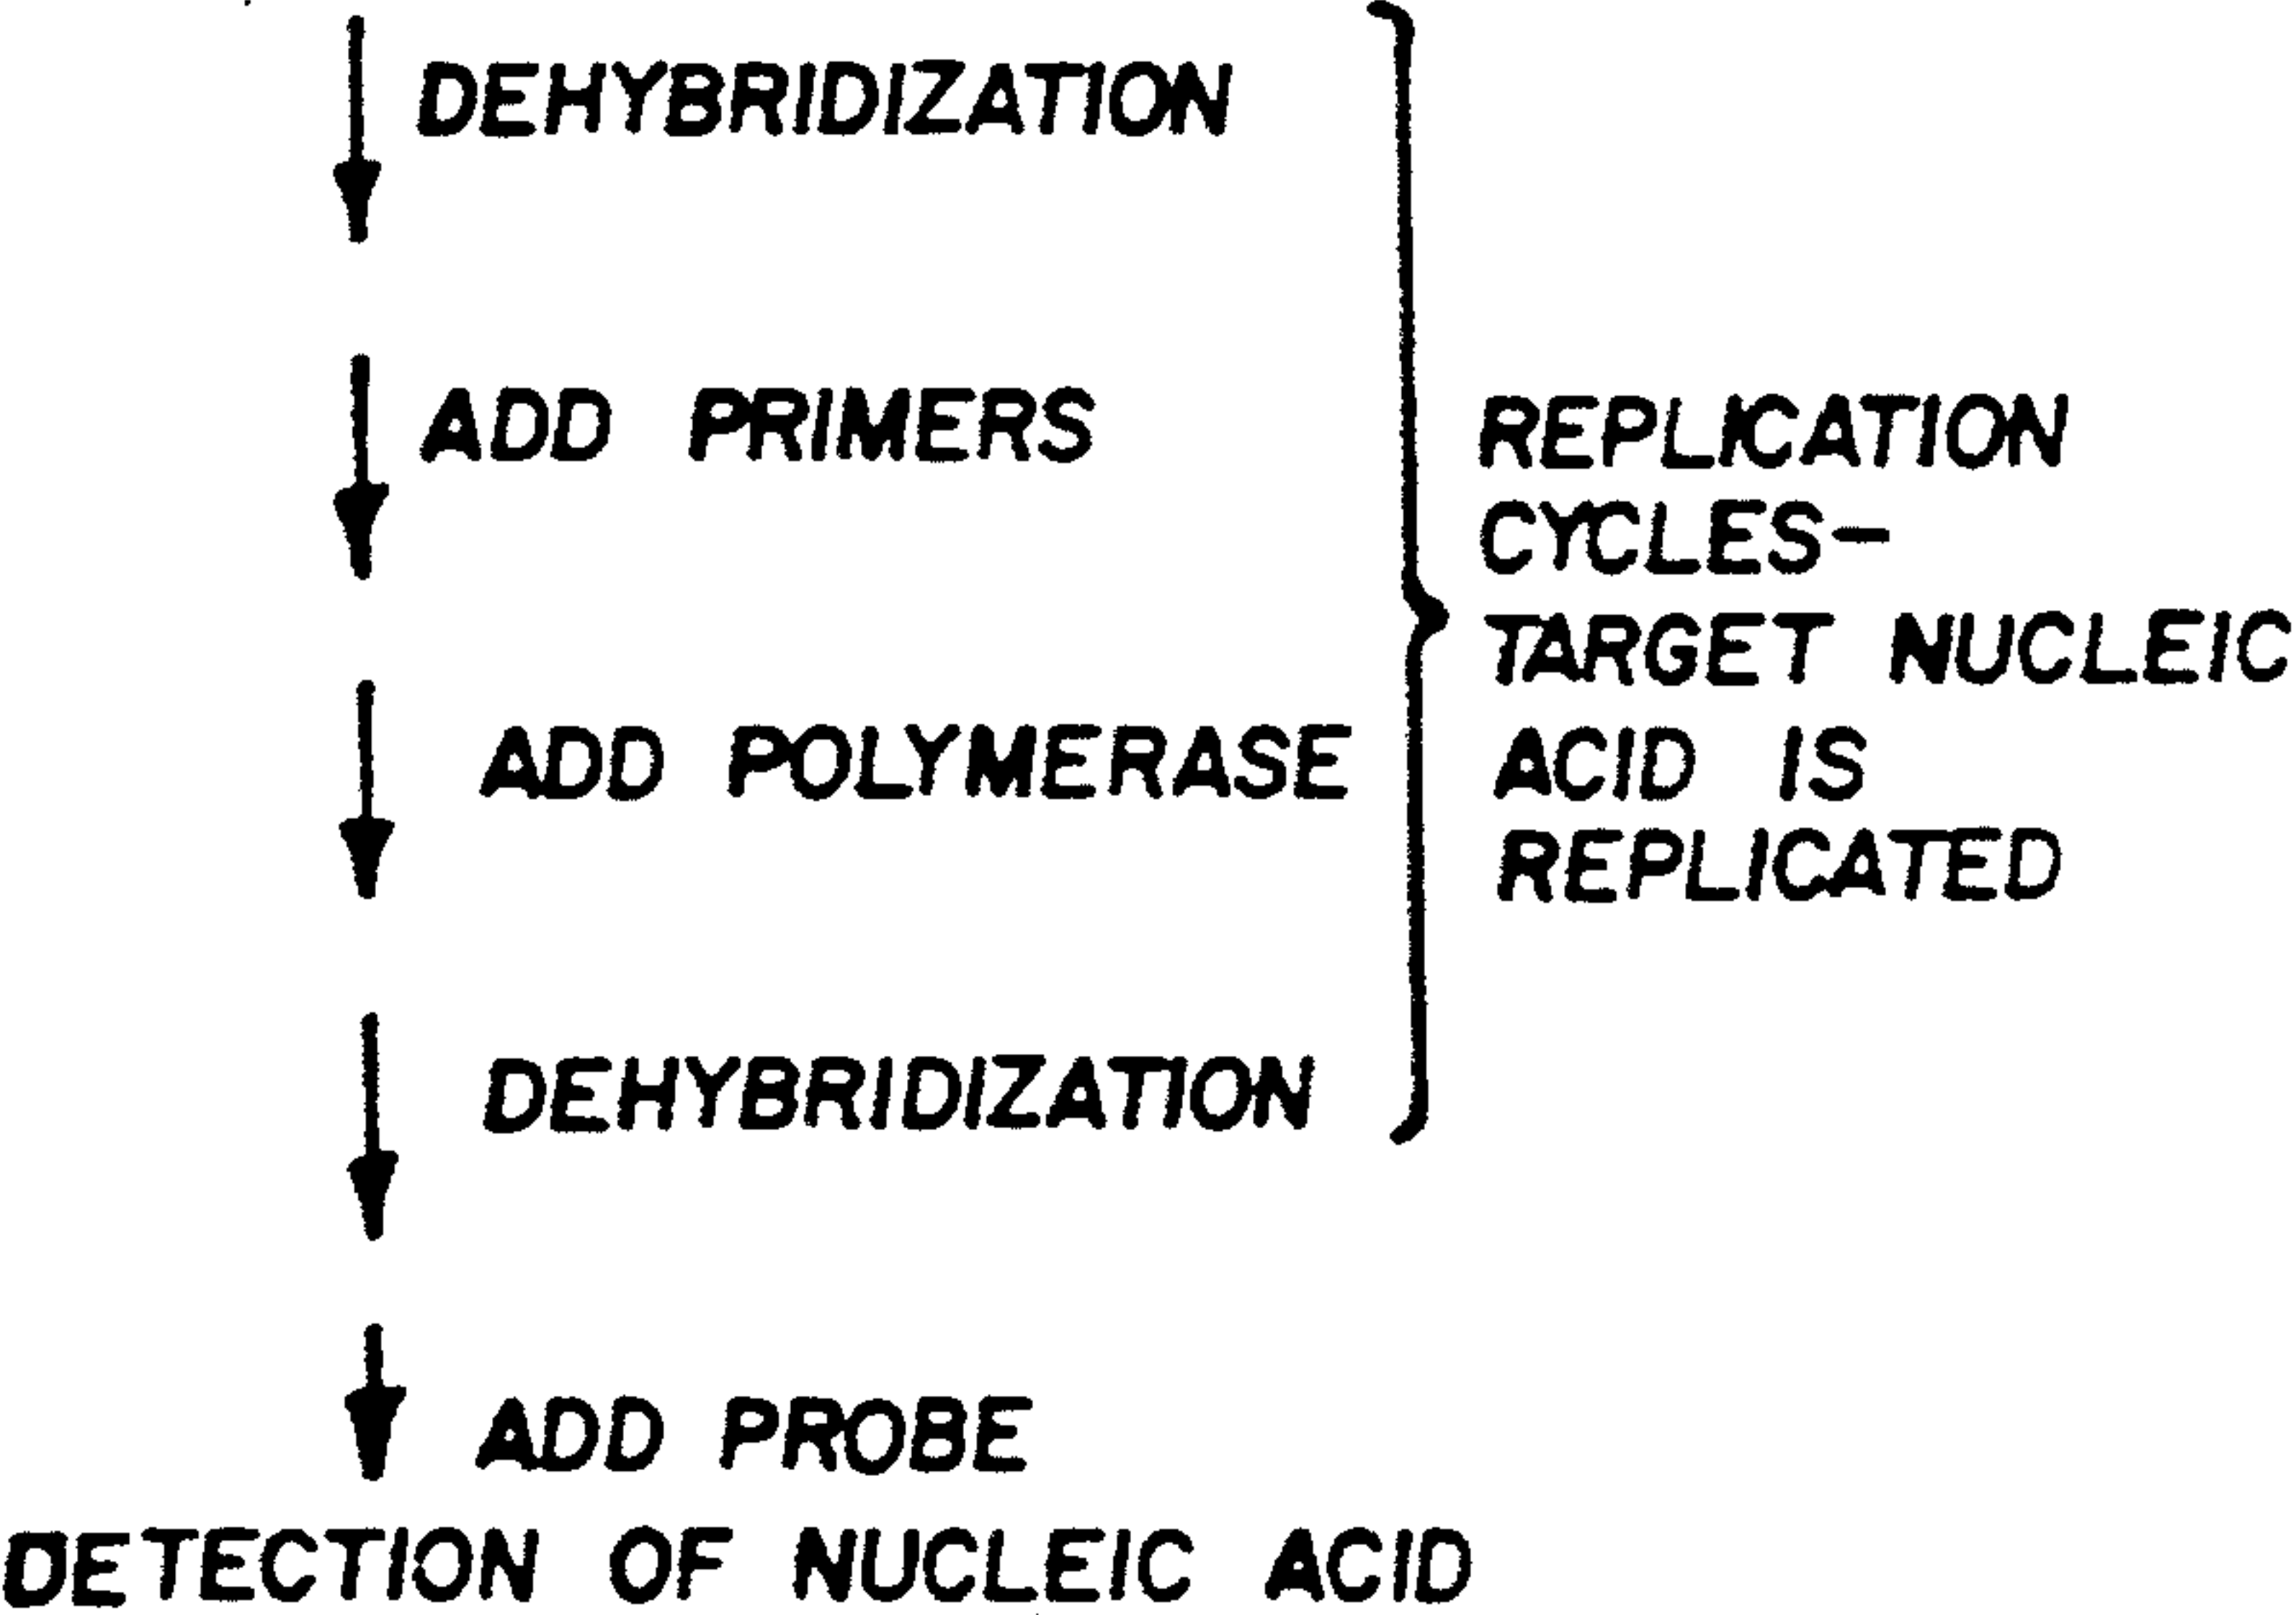 DEHYBRIDIZATION
ADD PRIMERS
ADD POLYMERASE
DEHYBRIDIZATION
REPLICATION
CYCLES-
TARGET NUCLEIC
ACID IS
REPLICATED
ADD PROBE
DETECTION OF NUCLEIC ACID